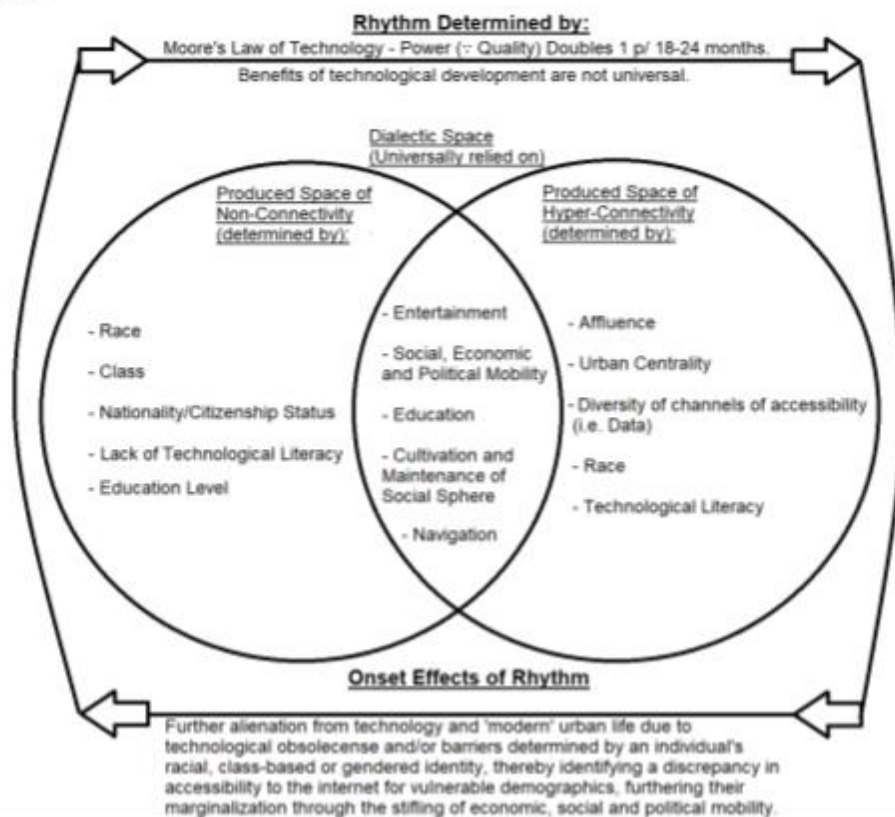 Rhythm Determined by:
Moore's Law of Technology - Power (∵ Quality) Doubles 1 p/ 18-24 months.
Benefits of technological development are not universal.
Dialectic Space
(Universally relied on)
Produced Space of
Non-Connectivity
(determined by):
- Race
- Class
- Nationality/Citizenship Status
- Lack of Technological Literacy
- Education Level
- Entertainment
- Social, Economic
and Political Mobility
- Education
- Cultivation and
Maintenance of
Social Sphere
- Navigation
Produced Space of
Hyper-Connectivity
(determined by):
- Affluence
- Urban Centrality
- Diversity of channels of accessibility
(i.e. Data)
- Race
- Technological Literacy
Onset Effects of Rhythm
Further alienation from technology and 'modern' urban life due to
technological obsolecense and/or barriers determined by an individual's
racial, class-based or gendered identity, thereby identifying a discrepancy in
accessibility to the internet for vulnerable demographics, furthering their
marginalization through the stifling of economic, social and political mobility.